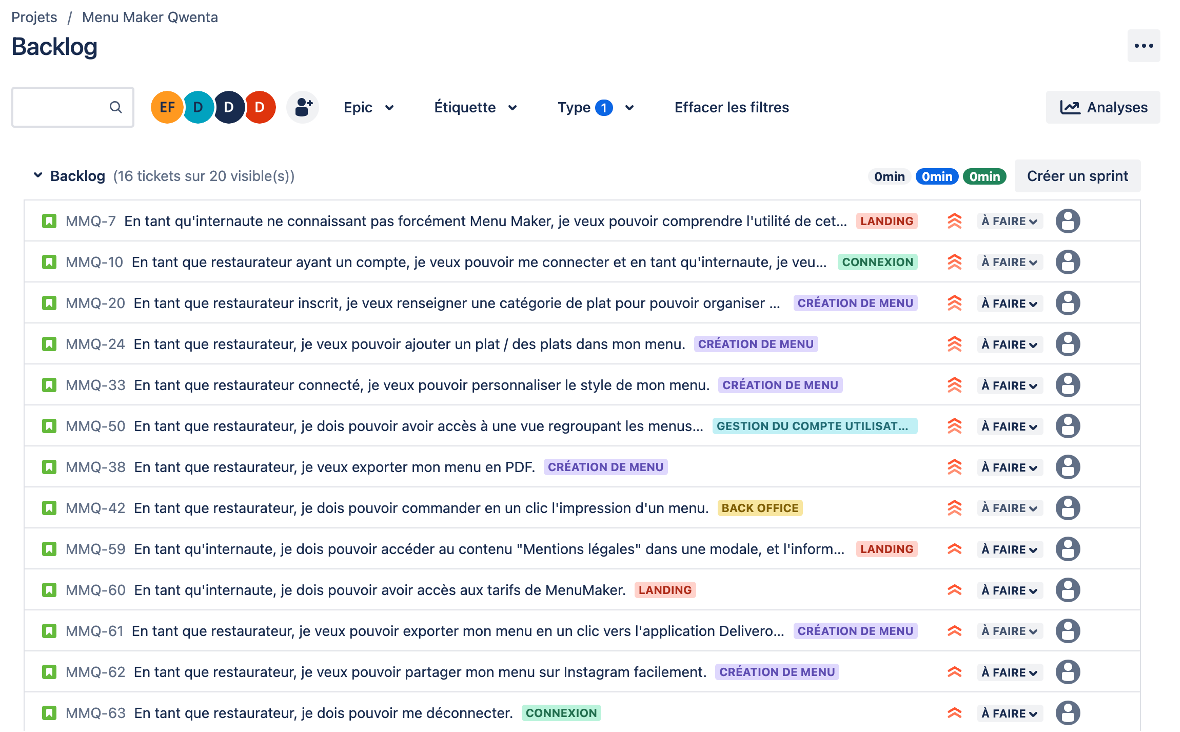 Projets / Menu Maker Qwenta
Backlog
EF D D D Epic Étiquette Type 1 Effacer les filtres Analyses
Backlog (16 tickets sur 20 visible(s)) 0min 0min 0min Créer un sprint
MMQ-7 En tant qu'internaute ne connaissant pas forcément Menu Maker, je veux pouvoir comprendre l'utilité de cet... LANDING À FAIRE
MMQ-10 En tant que restaurateur ayant un compte, je veux pouvoir me connecter et en tant qu'internaute, je veu... CONNEXION À FAIRE
MMQ-20 En tant que restaurateur inscrit, je veux renseigner une catégorie de plat pour pouvoir organiser ... CRÉATION DE MENU À FAIRE
MMQ-24 En tant que restaurateur, je veux pouvoir ajouter un plat / des plats dans mon menu. CRÉATION DE MENU À FAIRE
MMQ-33 En tant que restaurateur connecté, je veux pouvoir personnaliser le style de mon menu. CRÉATION DE MENU À FAIRE
MMQ-50 En tant que restaurateur, je dois pouvoir avoir accès à une vue regroupant les menus... GESTION DU COMPTE UTILISAT... À FAIRE
MMQ-38 En tant que restaurateur, je veux exporter mon menu en PDF. CRÉATION DE MENU À FAIRE
MMQ-42 En tant que restaurateur, je dois pouvoir commander en un clic l'impression d'un menu. BACK OFFICE À FAIRE
MMQ-59 En tant qu'internaute, je dois pouvoir accéder au contenu "Mentions légales" dans une modale, et l'inform... LANDING À FAIRE
MMQ-60 En tant qu'internaute, je dois pouvoir avoir accès aux tarifs de MenuMaker. LANDING À FAIRE
MMQ-61 En tant que restaurateur, je veux pouvoir exporter mon menu en un clic vers l'application Delivero... CRÉATION DE MENU À FAIRE
MMQ-62 En tant que restaurateur, je veux pouvoir partager mon menu sur Instagram facilement. CRÉATION DE MENU À FAIRE
MMQ-63 En tant que restaurateur, je dois pouvoir me déconnecter. CONNEXION À FAIRE